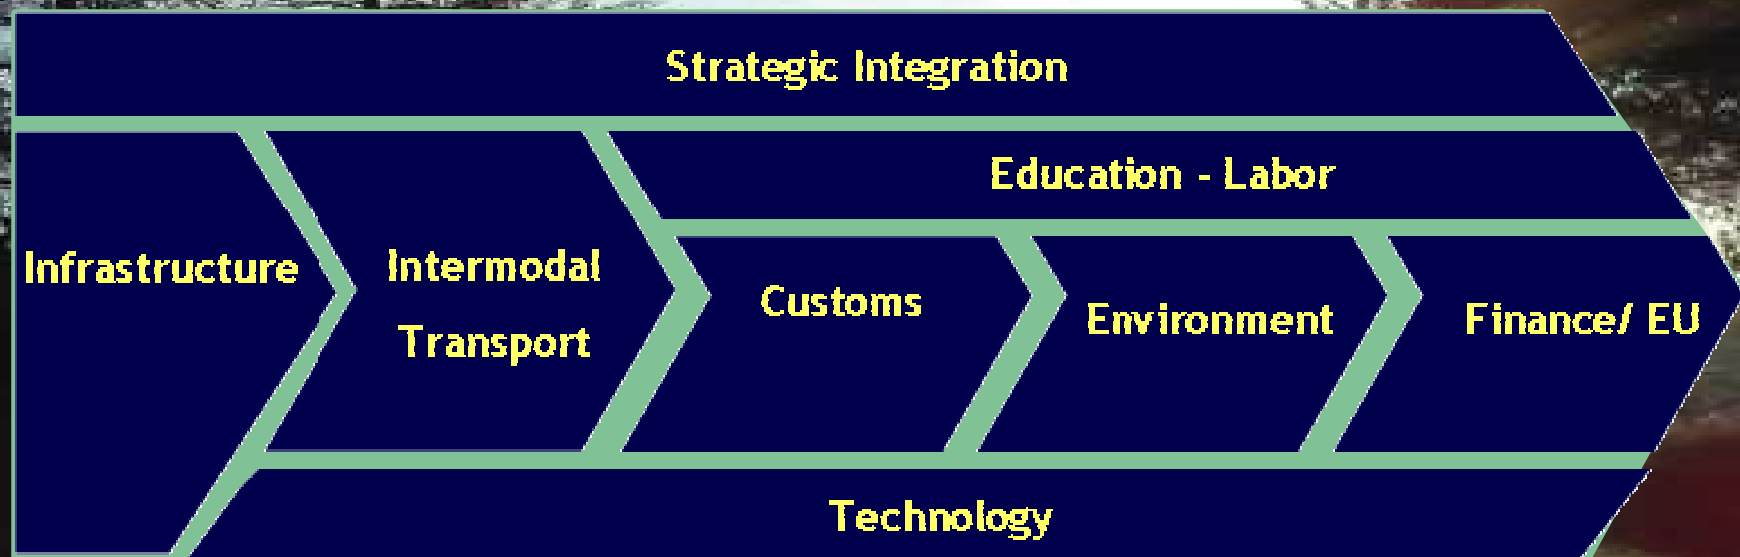 Strategic Integration
Education - Labor
Infrastructure
Intermodal
Transport
Customs
Environment
Finance/ EU
Technology